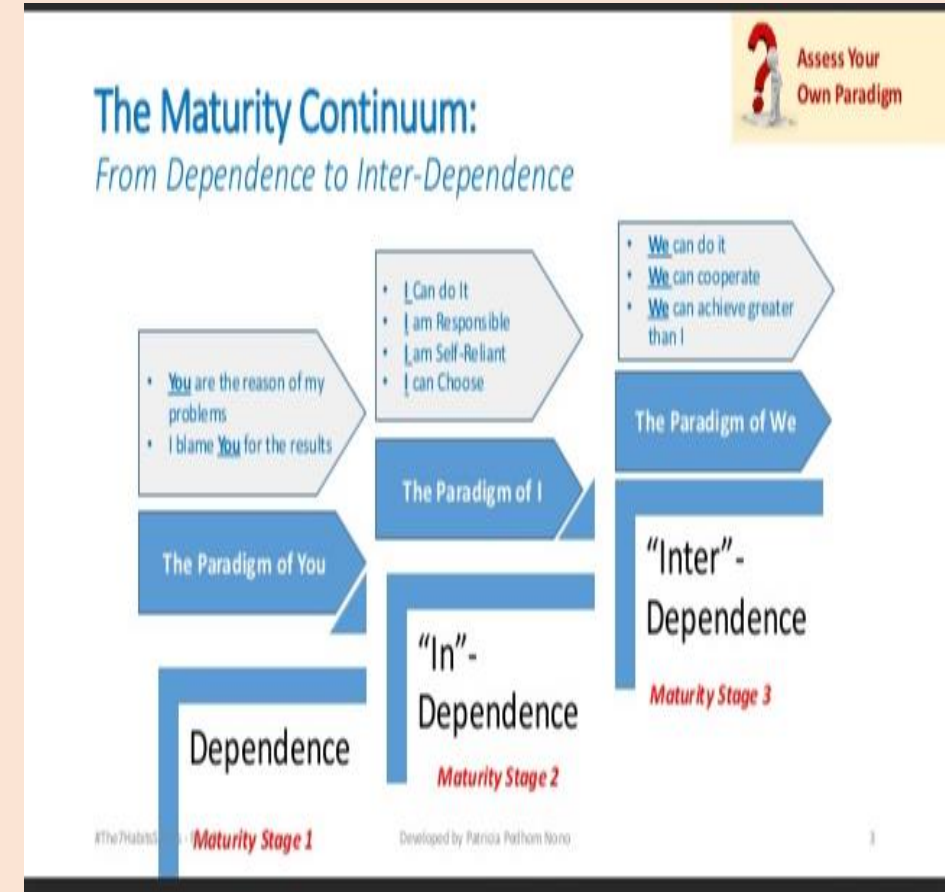 Assess Your
Own Paradigm
The Maturity Continuum:
From Dependence to Inter-Dependence
• You are the reason of my
problems
• I blame You for the results
The Paradigm of You
Dependence
Maturity Stage 1
• I Can do It
• I am Responsible
• I am Self-Reliant
• I can Choose
The Paradigm of I
“In”-
Dependence
Maturity Stage 2
• We can do it
• We can cooperate
• We can achieve greater
than I
The Paradigm of We
“Inter”-
Dependence
Maturity Stage 3
Developed by Patricia
3